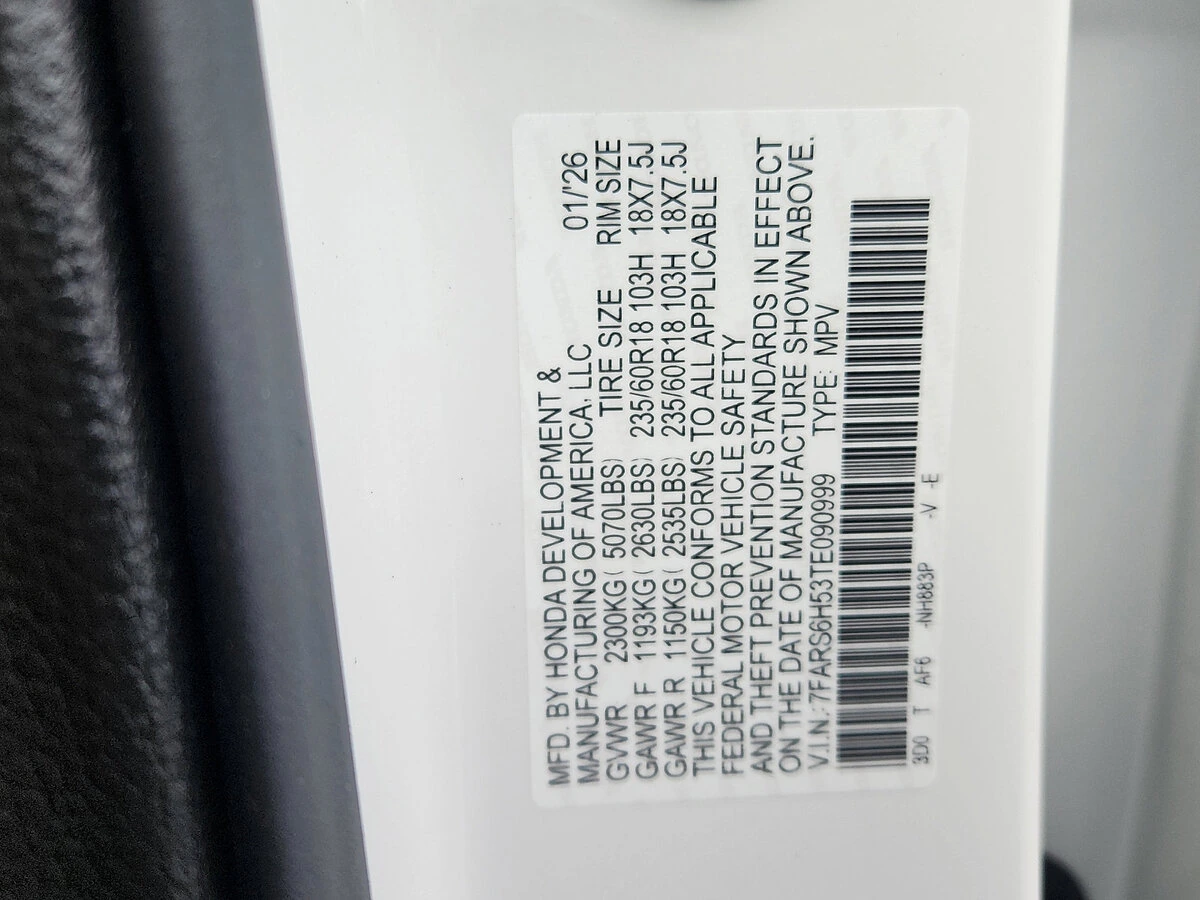 MFD. BY HONDA DEVELOPMENT &
MANUFACTURING OF AMERICA, LLC 01/'26
GVWR 2300KG( 5070LBS) TIRE SIZE RIM SIZE
GAWR F 1193KG( 2630LBS) 235/60R18 103H 18X7.5J
GAWR R 1150KG( 2535LBS) 235/60R18 103H 18X7.5J
THIS VEHICLE CONFORMS TO ALL APPLICABLE
FEDERAL MOTOR VEHICLE SAFETY
AND THEFT PREVENTION STANDARDS IN EFFECT
ON THE DATE OF MANUFACTURE SHOWN ABOVE.
V.I.N.:7FARS6H53TE090999 TYPE: MPV
3D0 T AF6 -NH883P -V -E